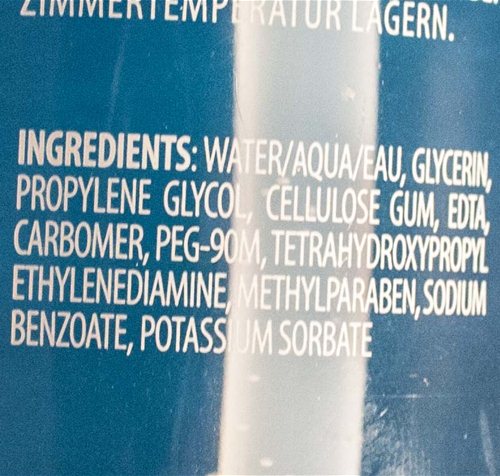 ZIMMERTEMPERATUR LAGERN.
INGREDIENTS: WATER/AQUA/EAU, GLYCERIN,
PROPYLENE GLYCOL, CELLULOSE GUM, EDTA,
CARBOMER, PEG-90M, TETRAHYDROXYPROPYL
ETHYLENEDIAMINE, METHYLPARABEN, SODIUM
BENZOATE, POTASSIUM SORBATE